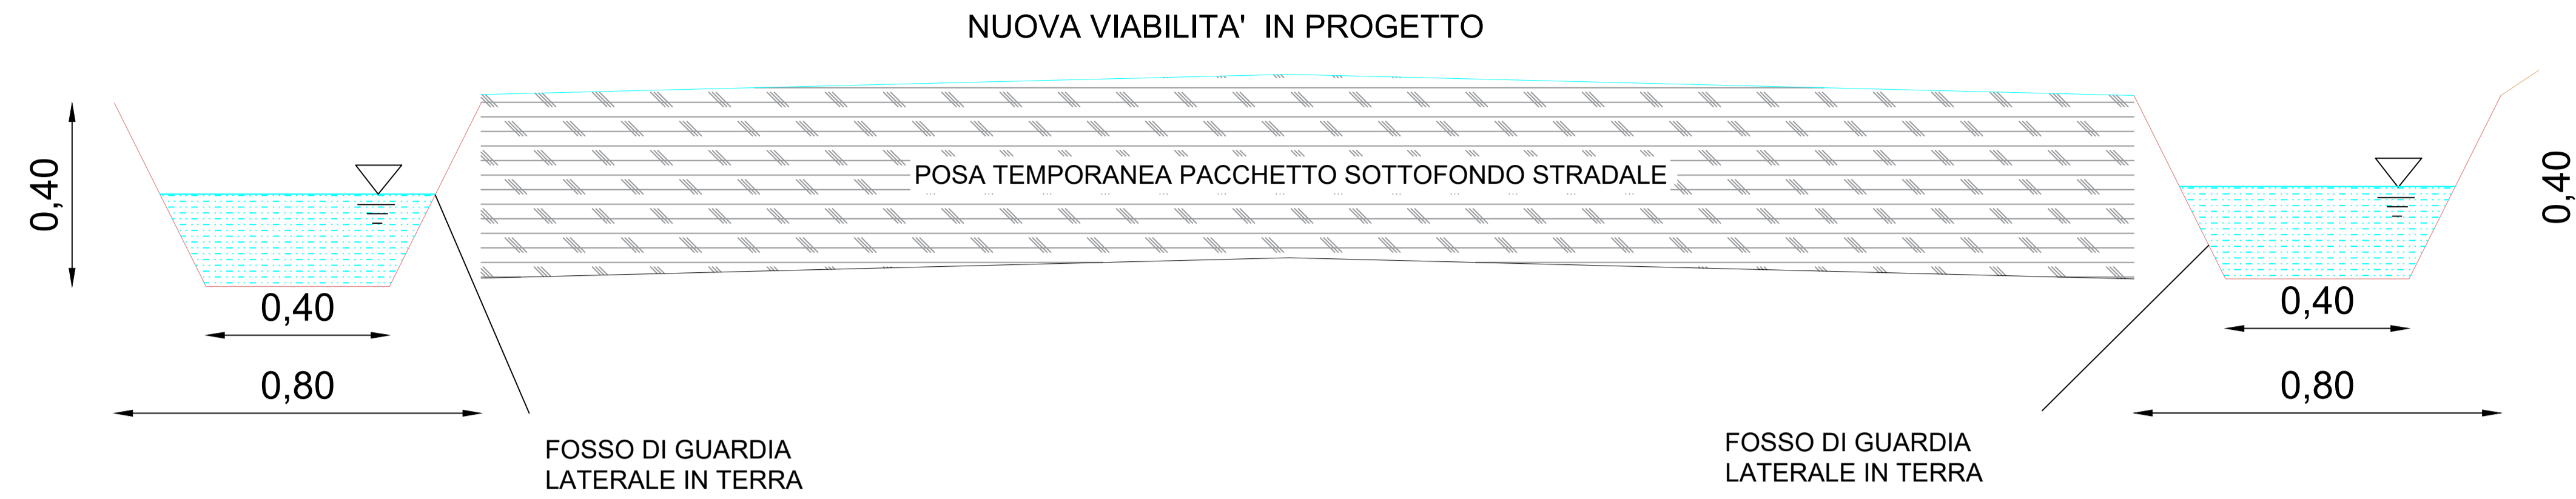 NUOVA VIABILITA' IN PROGETTO
POSA TEMPORANEA PACCHETTO SOTTOFONDO STRADALE
0,40
0,40
0,80
FOSSO DI GUARDIA
LATERALE IN TERRA
0,40
0,40
0,80
FOSSO DI GUARDIA
LATERALE IN TERRA